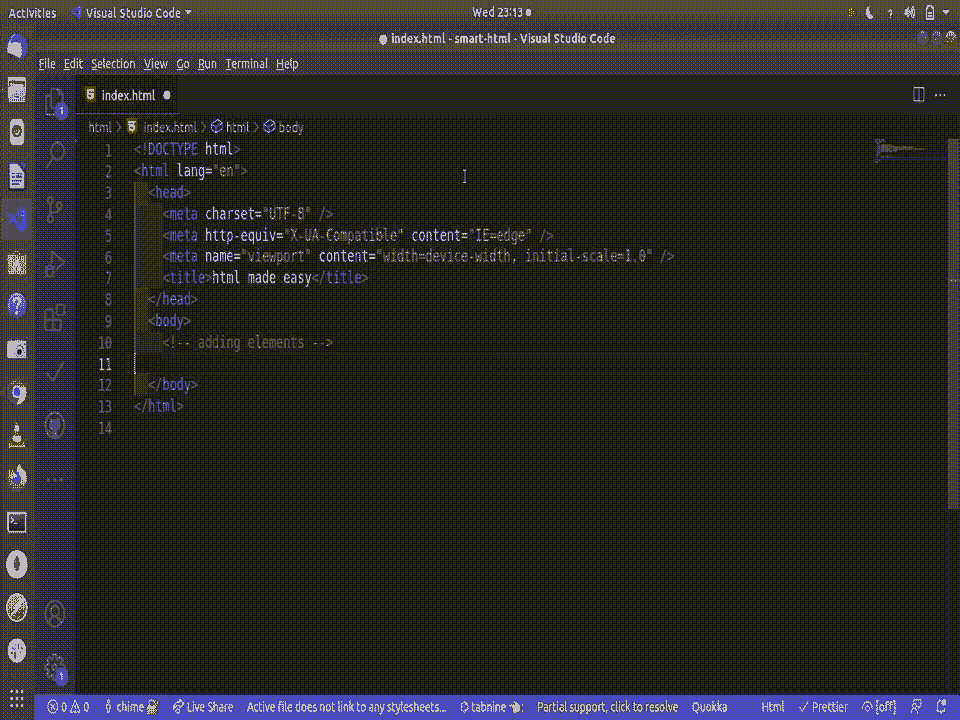 Activities Visual Studio Code Wed 23:13
index.html - smart-html - Visual Studio Code
File Edit Selection View Go Run Terminal Help
index.html
html > index.html > html > body
1 <!DOCTYPE html>
2 <html lang="en">
3 <head>
4 <meta charset="UTF-8" />
5 <meta http-equiv="X-UA-Compatible" content="IE=edge" />
6 <meta name="viewport" content="width=device-width, initial-scale=1.0" />
7 <title>html made easy</title>
8 </head>
9 <body>
10 <!-- adding elements -->
11
12 </body>
13 </html>
14
1
1
0 0 chime Live Share Active file does not link to any stylesheets... tabnine Partial support, click to resolve Quokka Html Prettier [off]